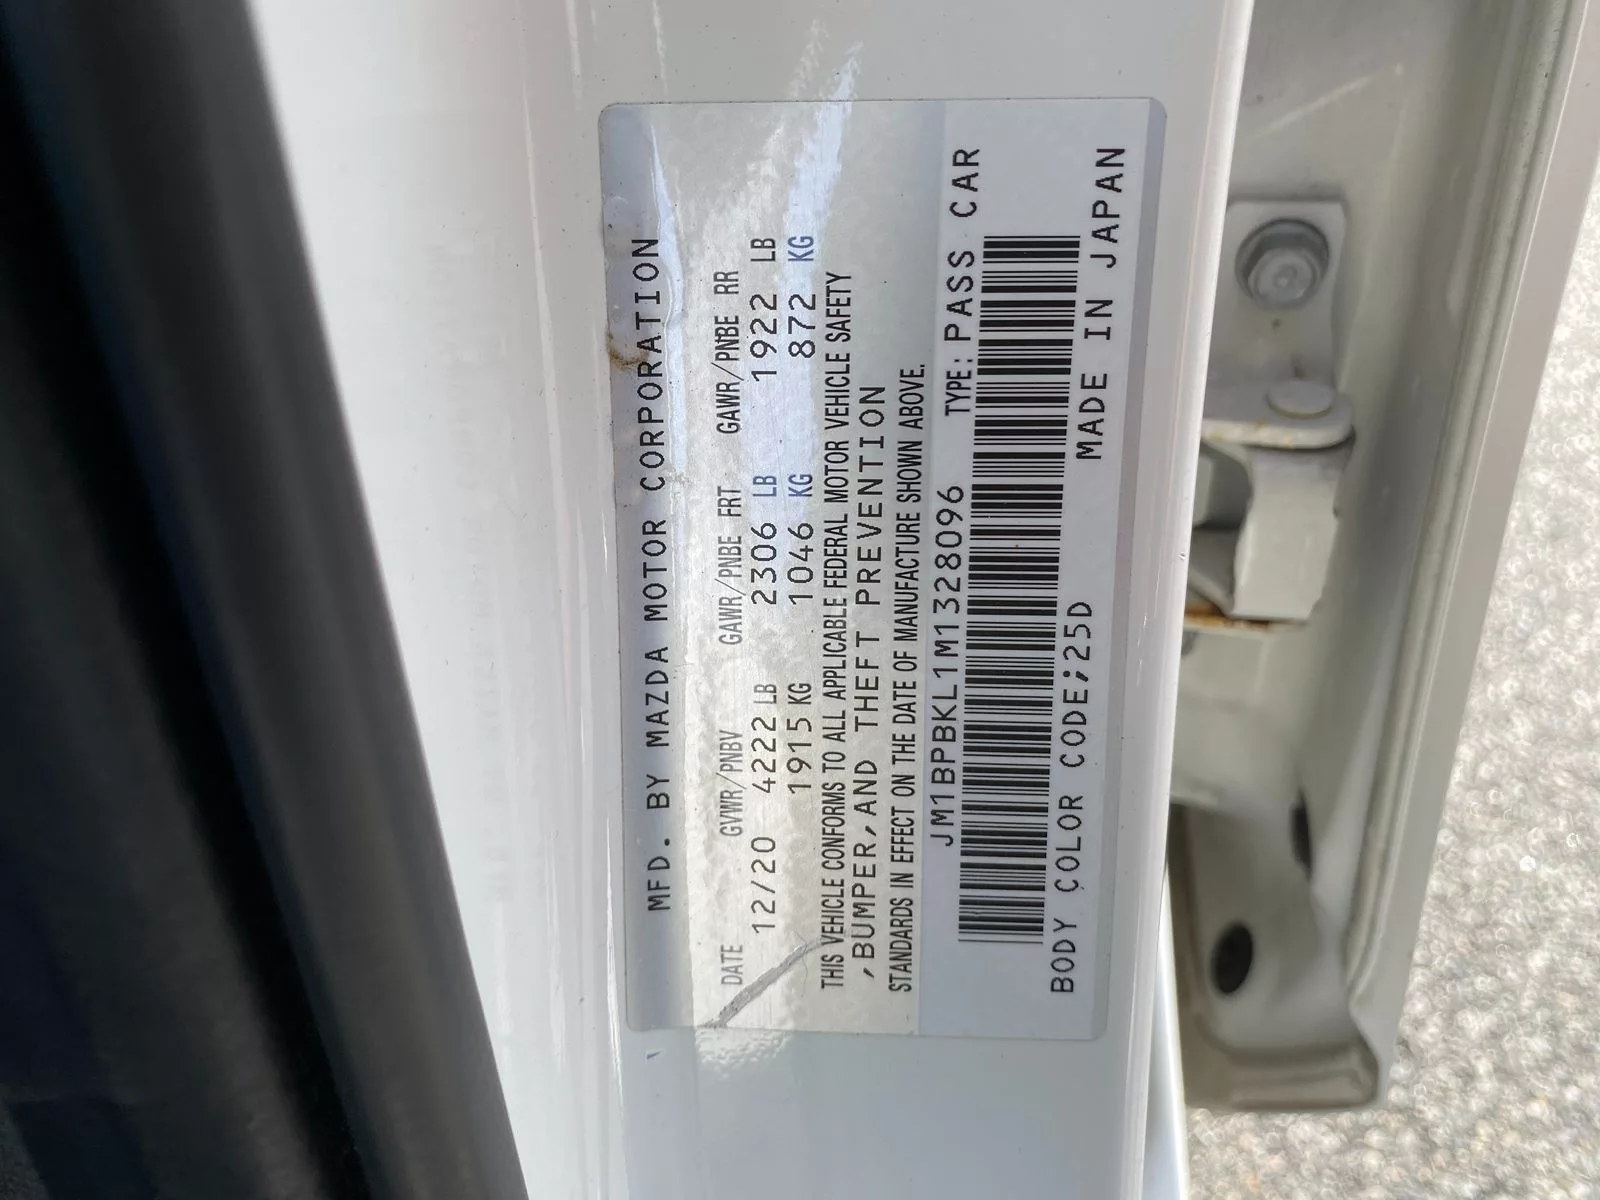 MFD. BY MAZDA MOTOR CORPORATION
DATE GVWR/PNBV GAWR/PNBE FRT GAWR/PNBE RR
12/20 4222 LB 2306 LB 1922 LB
1915 KG 1046 KG 872 KG
THIS VEHICLE CONFORMS TO ALL APPLICABLE FEDERAL MOTOR VEHICLE SAFETY
,BUMPER,AND THEFT PREVENTION
STANDARDS IN EFFECT ON THE DATE OF MANUFACTURE SHOWN ABOVE.
JM1BPBKL1M1328096 TYPE: PASS CAR
BODY COLOR CODE;25D MADE IN JAPAN